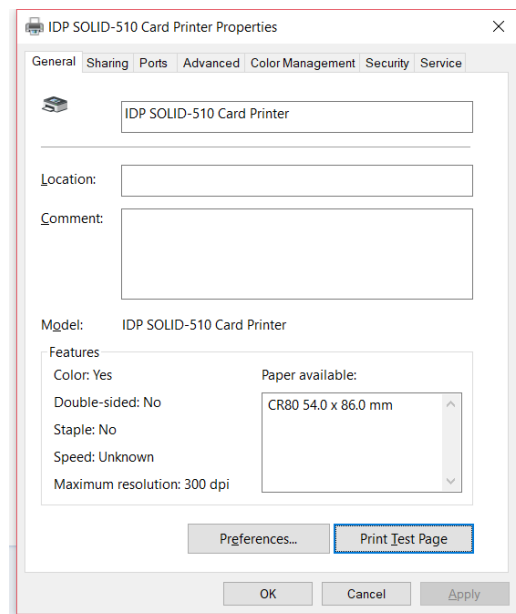 IDP SOLID-510 Card Printer Properties
General Sharing Ports Advanced Color Management Security Service
IDP SOLID-510 Card Printer
Location:
Comment:
Model: IDP SOLID-510 Card Printer
Features
Color: Yes
Double-sided: No
Staple: No
Speed: Unknown
Maximum resolution: 300 dpi
Paper available:
CR80 54.0 x 86.0 mm
Preferences... Print Test Page
OK Cancel Apply